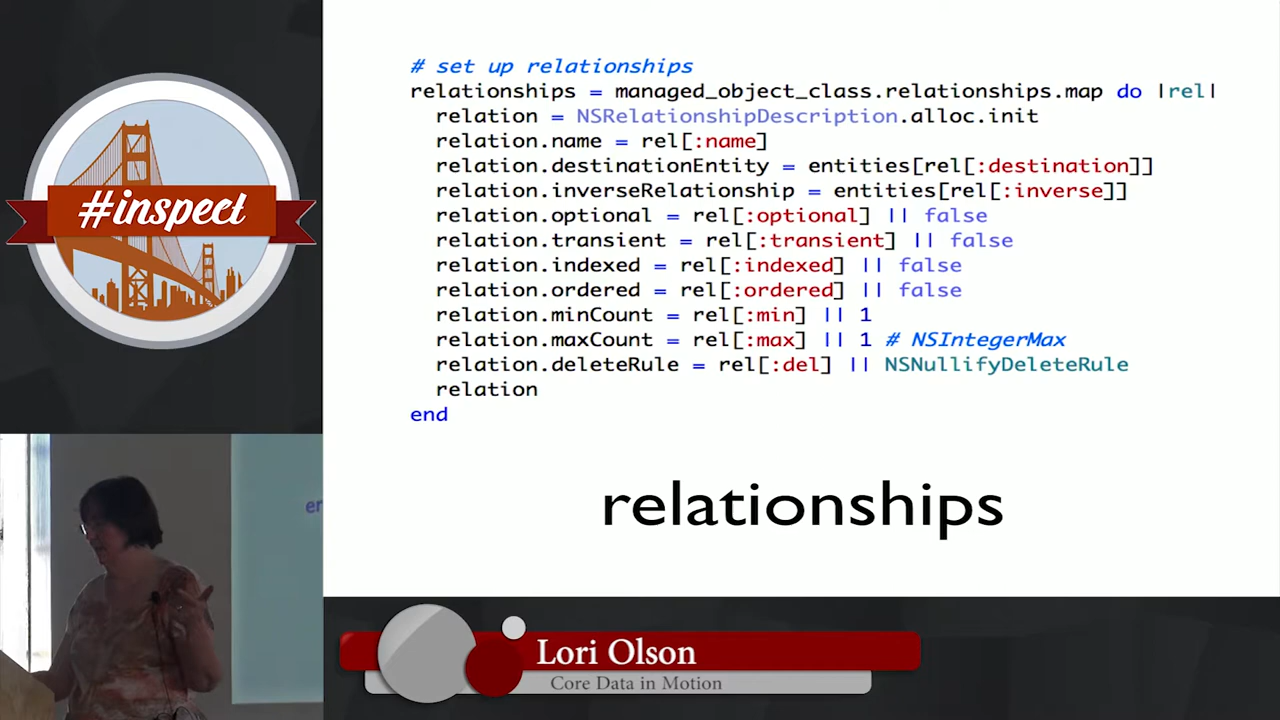 #inspect
# set up relationships
relationships = managed_object_class.relationships.map do |rel|
  relation = NSRelationshipDescription.alloc.init
  relation.name = rel[:name]
  relation.destinationEntity = entities[rel[:destination]]
  relation.inverseRelationship = entities[rel[:inverse]]
  relation.optional = rel[:optional] || false
  relation.transient = rel[:transient] || false
  relation.indexed = rel[:indexed] || false
  relation.ordered = rel[:ordered] || false
  relation.minCount = rel[:min] || 1
  relation.maxCount = rel[:max] || 1 # NSIntegerMax
  relation.deleteRule = rel[:del] || NSNullifyDeleteRule
  relation
end
relationships
er
Lori Olson
Core Data in Motion